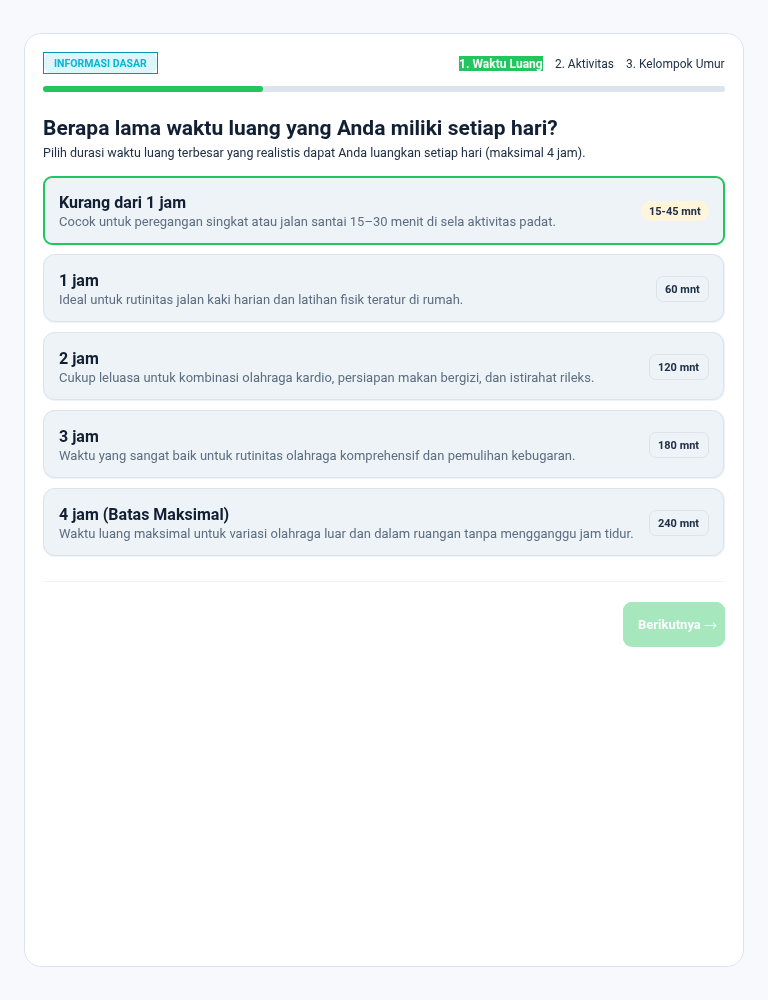 INFORMASI DASAR
1. Waktu Luang 2. Aktivitas 3. Kelompok Umur
Berapa lama waktu luang yang Anda miliki setiap hari?
Pilih durasi waktu luang terbesar yang realistis dapat Anda luangkan setiap hari (maksimal 4 jam).
Kurang dari 1 jam
Cocok untuk peregangan singkat atau jalan santai 15–30 menit di sela aktivitas padat.
15-45 mnt
1 jam
Ideal untuk rutinitas jalan kaki harian dan latihan fisik teratur di rumah.
60 mnt
2 jam
Cukup leluasa untuk kombinasi olahraga kardio, persiapan makan bergizi, dan istirahat rileks.
120 mnt
3 jam
Waktu yang sangat baik untuk rutinitas olahraga komprehensif dan pemulihan kebugaran.
180 mnt
4 jam (Batas Maksimal)
Waktu luang maksimal untuk variasi olahraga luar dan dalam ruangan tanpa mengganggu jam tidur.
240 mnt
Berikutnya →